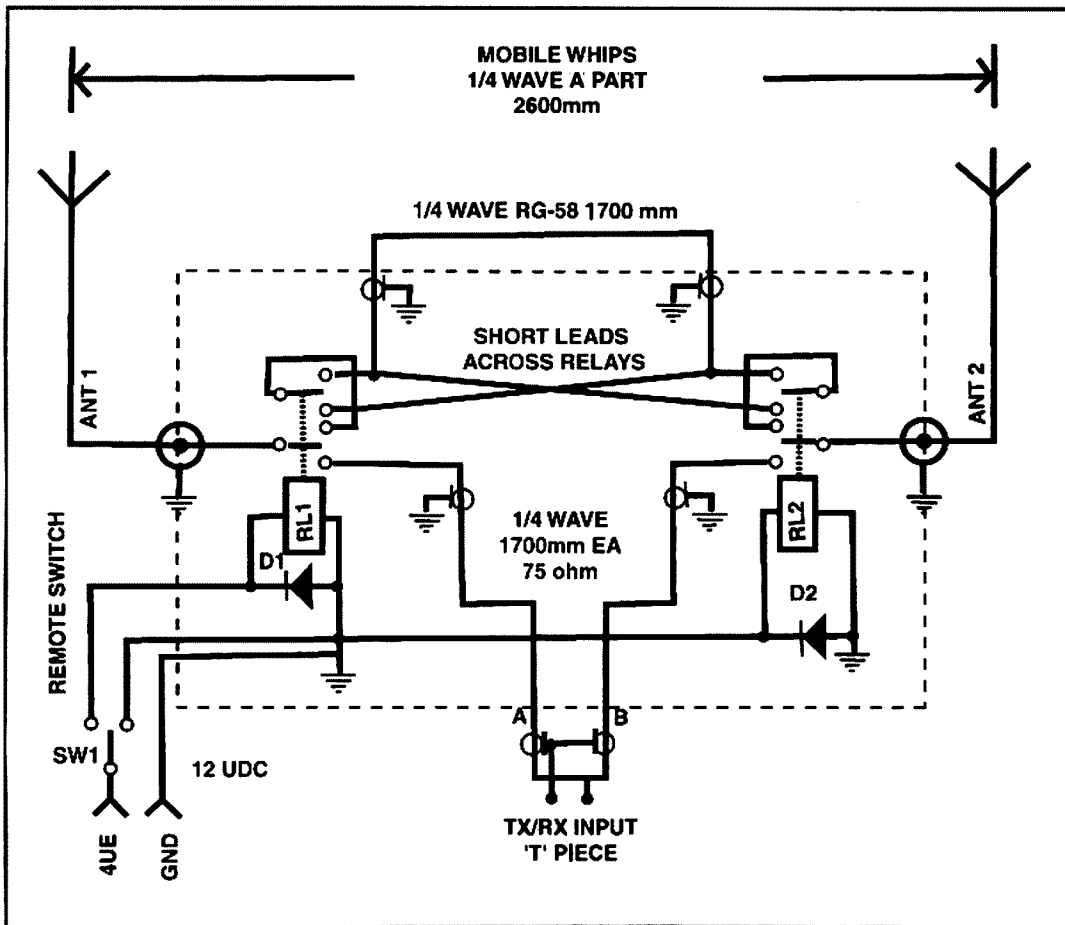 MOBILE WHIPS
1/4 WAVE A PART
2600mm
1/4 WAVE RG-58 1700 mm
SHORT LEADS
ACROSS RELAYS
ANT 1
ANT 2
RL1
RL2
1/4 WAVE
1700mm EA
75 ohm
D1
D2
REMOTE SWITCH
A
B
SW1
12 UDC
4UE
GND
TX/RX INPUT
'T' PIECE